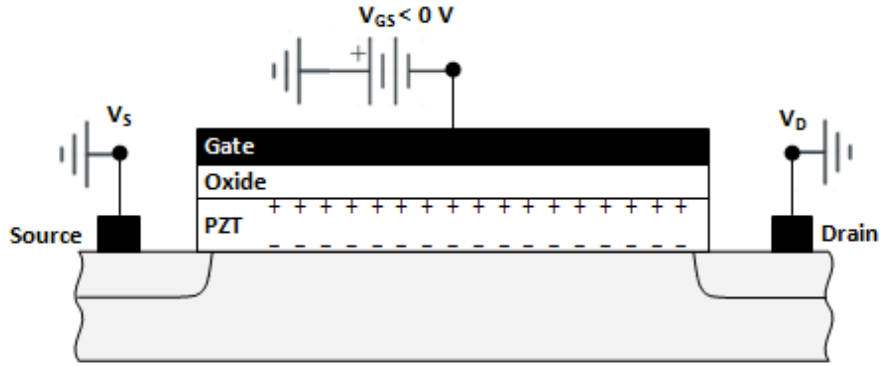 V_GS < 0 V
+
V_S
V_D
Gate
Oxide
+ + + + + + + + + + + + + + + + +
PZT
Source
Drain
– – – – – – – – – – – – – – – – –